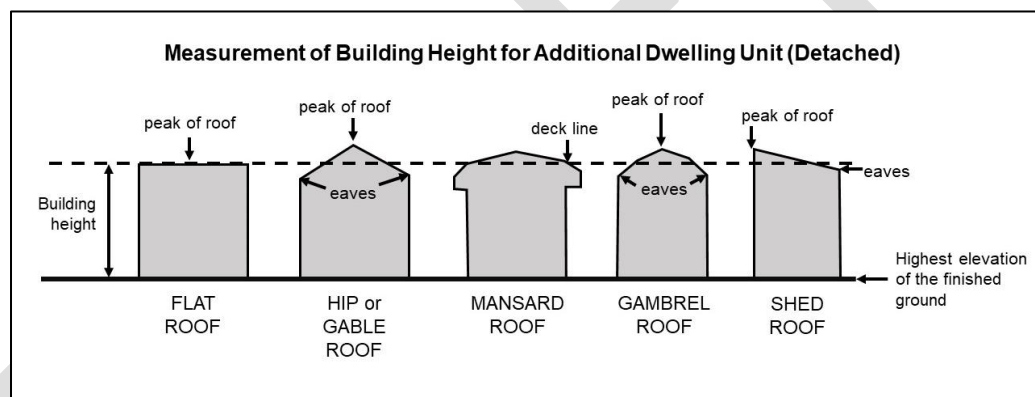 Measurement of Building Height for Additional Dwelling Unit (Detached)
peak of roof
peak of roof
deck line
peak of roof
peak of roof
eaves
eaves
eaves
Building
height
Highest elevation
of the finished
ground
FLAT
ROOF
HIP or
GABLE
ROOF
MANSARD
ROOF
GAMBREL
ROOF
SHED
ROOF